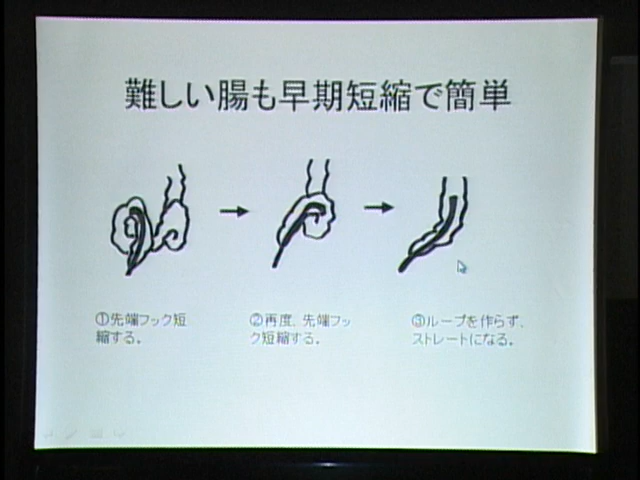 難しい腸も早期短縮で簡単
①先端フック短
縮する。
②再度、先端フッ
ク短縮する。
③ループを作らず、
ストレートになる。